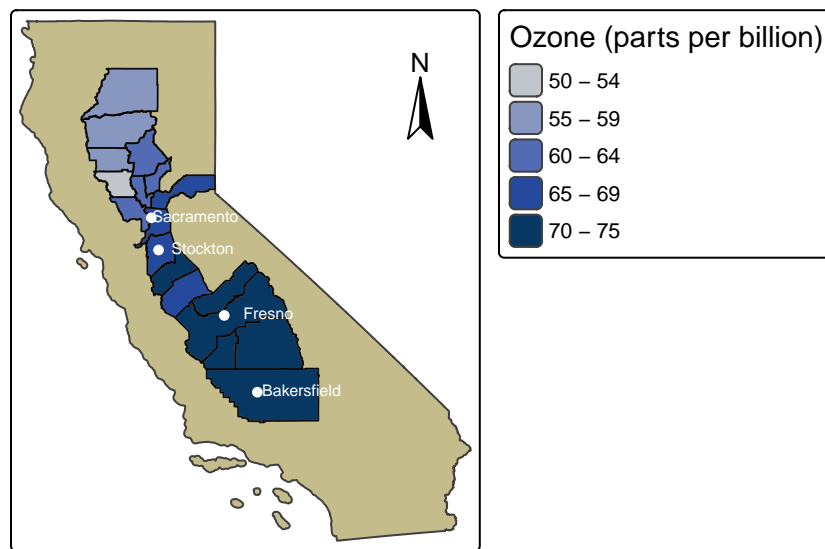 N
Sacramento
Stockton
Fresno
Bakersfield
Ozone (parts per billion)
50 – 54
55 – 59
60 – 64
65 – 69
70 – 75